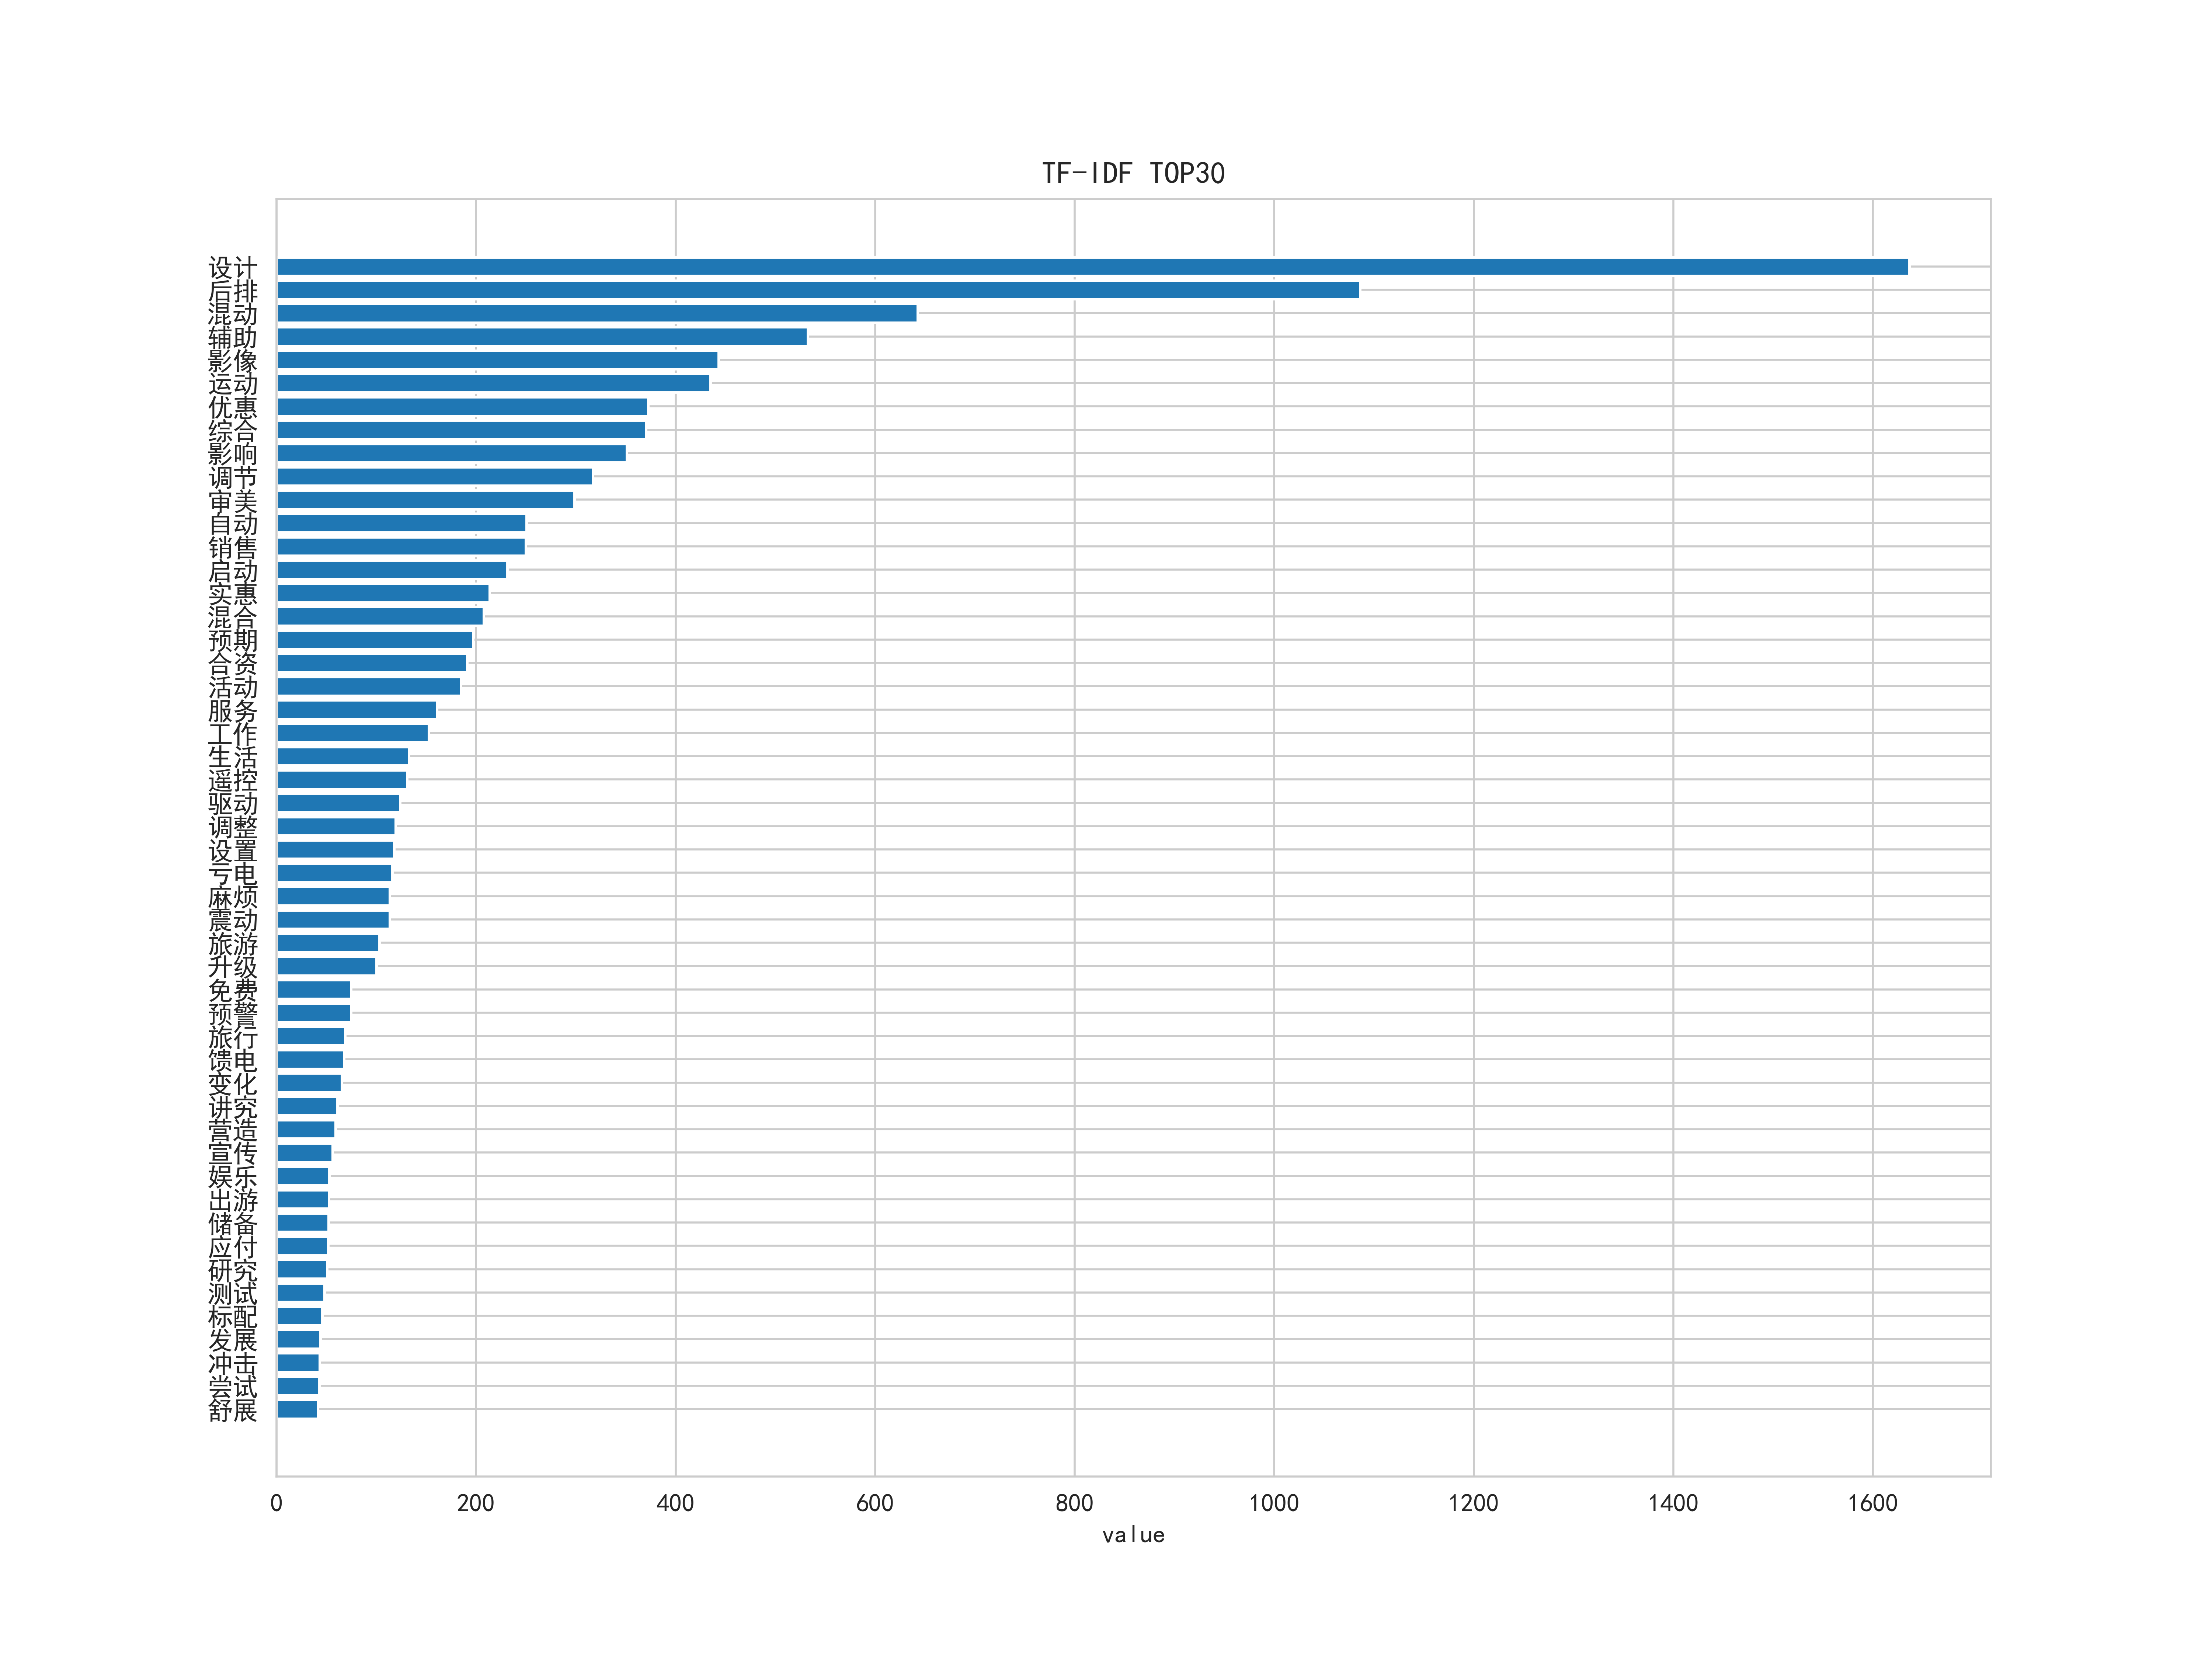 TF-IDF TOP30
设计
后排
混动
辅助
影像
运动
优惠
综合
影响
调节
审美
自动
销售
启动
实惠
混合
预期
合资
活动
服务
工作
生活
遥控
驱动
调整
设置
亏电
麻烦
震动
旅游
升级
免费
预警
旅行
馈电
变化
讲究
营造
宣传
娱乐
出游
储备
应付
研究
测试
标配
发展
冲击
尝试
舒展
0 200 400 600 800 1000 1200 1400 1600
value